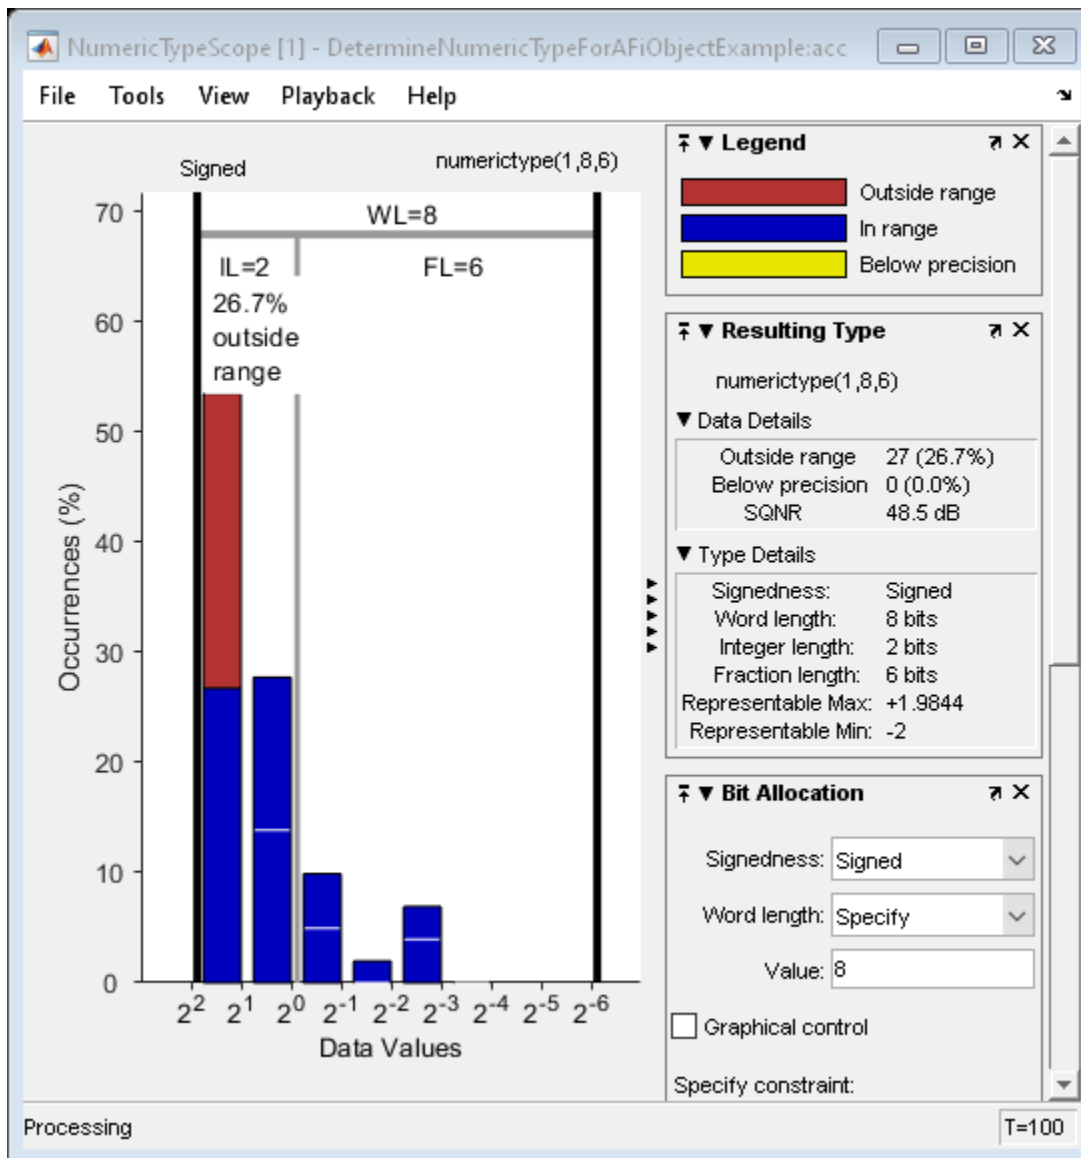 NumericTypeScope [1] - DetermineNumericTypeForAFiObjectExample:acc
File Tools View Playback Help
Signed numerictype(1,8,6)
WL=8
IL=2 FL=6
26.7%
outside
range
70
60
50
40
30
20
10
0
Occurrences (%)
2^2 2^1 2^0 2^-1 2^-2 2^-3 2^-4 2^-5 2^-6
Data Values
Legend
Outside range
In range
Below precision
Resulting Type
numerictype(1,8,6)
Data Details
Outside range 27 (26.7%)
Below precision 0 (0.0%)
SQNR 48.5 dB
Type Details
Signedness: Signed
Word length: 8 bits
Integer length: 2 bits
Fraction length: 6 bits
Representable Max: +1.9844
Representable Min: -2
Bit Allocation
Signedness: Signed
Word length: Specify
Value: 8
Graphical control
Specify constraint:
Processing T=100